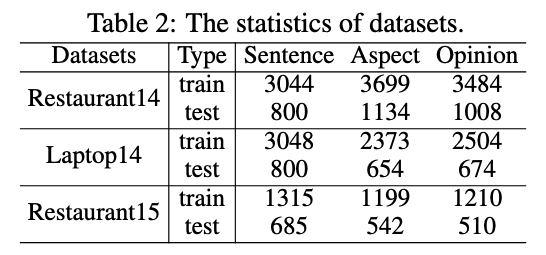 Table 2: The statistics of datasets.
Datasets Type Sentence Aspect Opinion
Restaurant14 train 3044 3699 3484
test 800 1134 1008
Laptop14 train 3048 2373 2504
test 800 654 674
Restaurant15 train 1315 1199 1210
test 685 542 510